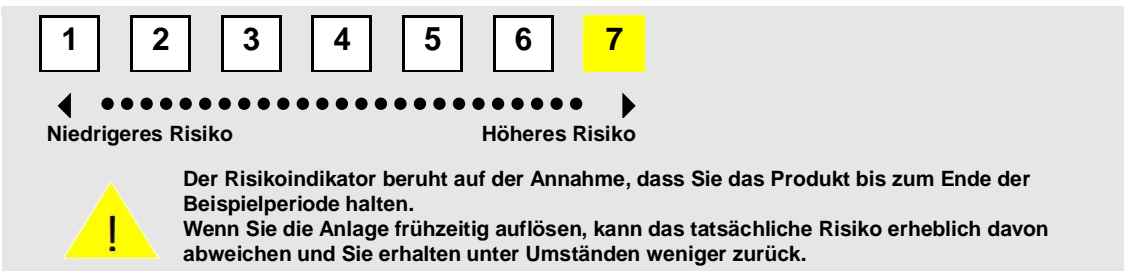 1 2 3 4 5 6 7
Niedrigeres Risiko Höheres Risiko
Der Risikoindikator beruht auf der Annahme, dass Sie das Produkt bis zum Ende der
Beispielperiode halten.
Wenn Sie die Anlage frühzeitig auflösen, kann das tatsächliche Risiko erheblich davon
abweichen und Sie erhalten unter Umständen weniger zurück.
!